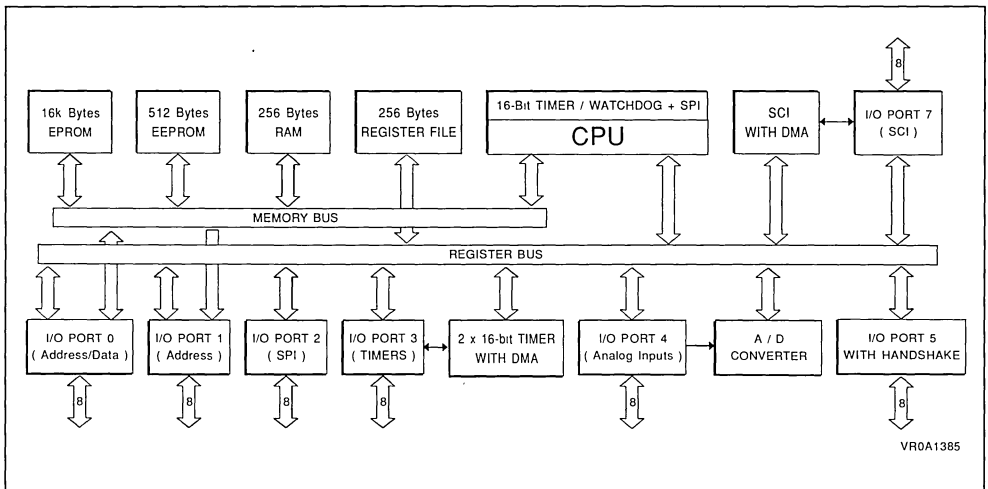 8
16k Bytes
EPROM
512 Bytes
EEPROM
256 Bytes
RAM
256 Bytes
REGISTER FILE
16-Bit TIMER / WATCHDOG + SPI
CPU
SCI
WITH DMA
I/O PORT 7
( SCI )
MEMORY BUS
REGISTER BUS
I/O PORT 0
( Address/Data )
I/O PORT 1
( Address )
I/O PORT 2
( SPI )
I/O PORT 3
( TIMERS )
2 x 16-bit TIMER
WITH DMA
I/O PORT 4
( Analog Inputs )
A / D
CONVERTER
I/O PORT 5
WITH HANDSHAKE
8
8
8
8
8
8
VR0A1385